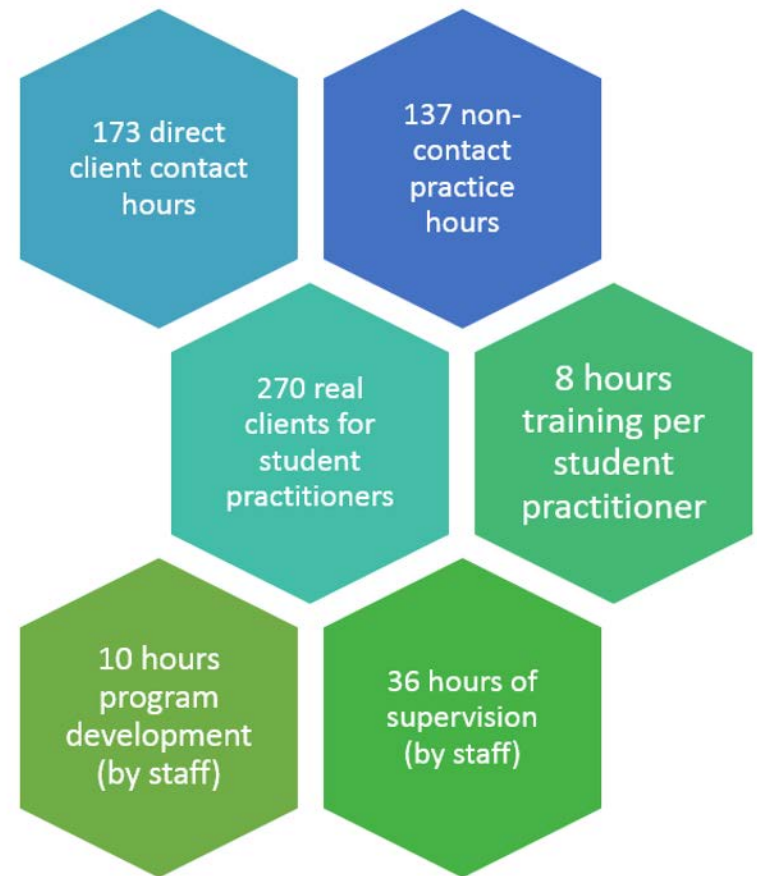 173 direct
client contact
hours
137 non-
contact
practice
hours
270 real
clients for
student
practitioners
8 hours
training per
student
practitioner
10 hours
program
development
(by staff)
36 hours of
supervision
(by staff)